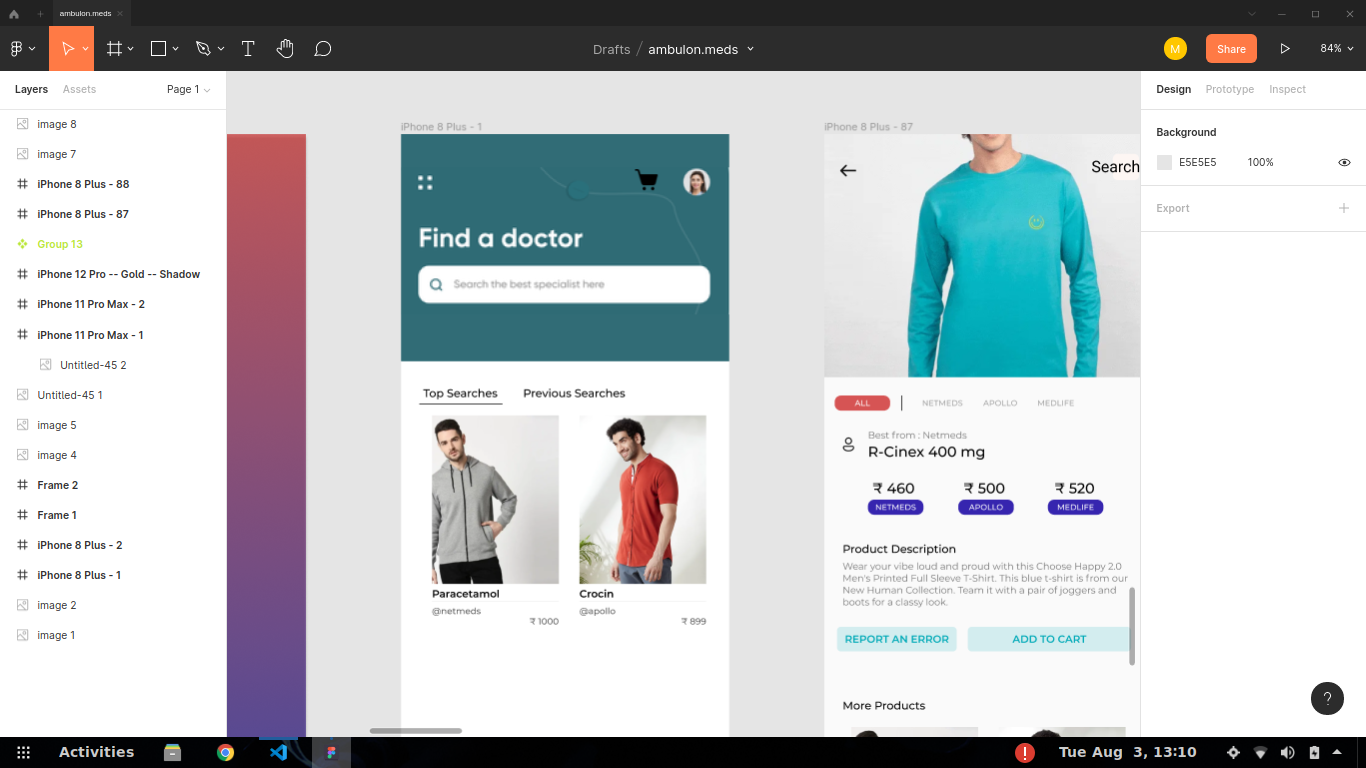 ambulon.meds
Drafts / ambulon.meds
M
Share
84%
Layers
Assets
Page 1
image 8
image 7
iPhone 8 Plus - 88
iPhone 8 Plus - 87
Group 13
iPhone 12 Pro -- Gold -- Shadow
iPhone 11 Pro Max - 2
iPhone 11 Pro Max - 1
Untitled-45 2
Untitled-45 1
image 5
image 4
Frame 2
Frame 1
iPhone 8 Plus - 2
iPhone 8 Plus - 1
image 2
image 1
iPhone 8 Plus - 1
Find a doctor
Search the best specialist here
Top Searches
Previous Searches
Paracetamol
@netmeds
₹ 1000
Crocin
@apollo
₹ 899
iPhone 8 Plus - 87
Search
ALL
NETMEDS
APOLLO
MEDLIFE
Best from : Netmeds
R-Cinex 400 mg
₹ 460
₹ 500
₹ 520
NETMEDS
APOLLO
MEDLIFE
Product Description
Wear your vibe loud and proud with this Choose Happy 2.0
Men's Printed Full Sleeve T-Shirt. This blue t-shirt is from our
New Human Collection. Team it with a pair of joggers and
boots for a classy look.
REPORT AN ERROR
ADD TO CART
More Products
Design
Prototype
Inspect
Background
E5E5E5
100%
Export
?
Activities
Tue Aug 3, 13:10